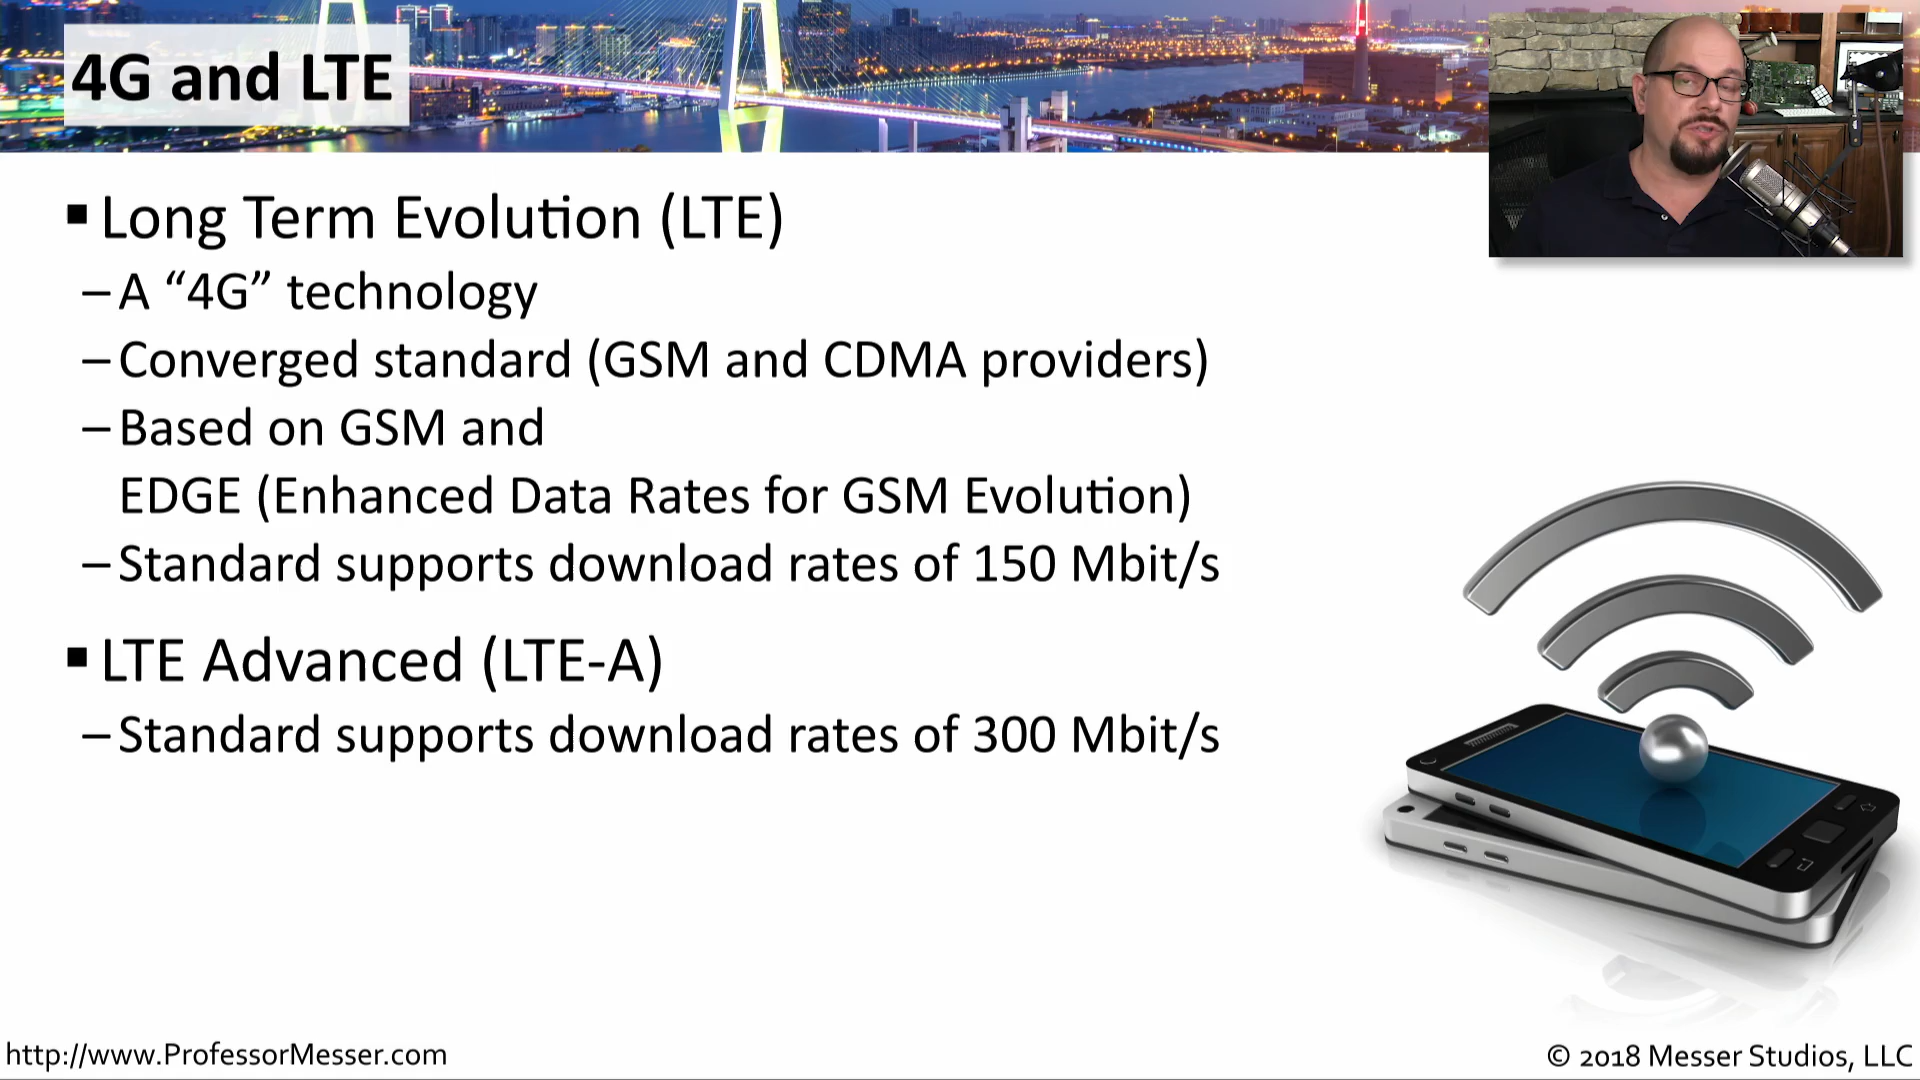 4G and LTE
▪ Long Term Evolution (LTE)
– A “4G” technology
– Converged standard (GSM and CDMA providers)
– Based on GSM and
EDGE (Enhanced Data Rates for GSM Evolution)
– Standard supports download rates of 150 Mbit/s
▪ LTE Advanced (LTE-A)
– Standard supports download rates of 300 Mbit/s
http://www.ProfessorMesser.com
© 2018 Messer Studios, LLC